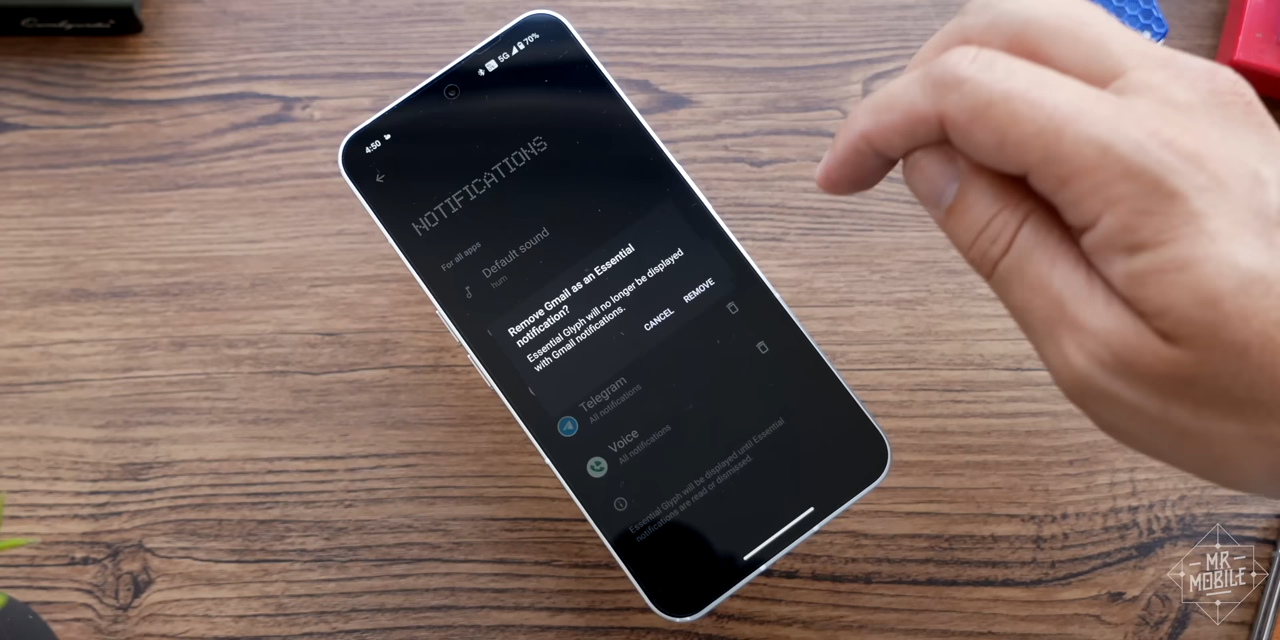 4:50
5G 70%
NOTIFICATIONS
For all apps
Default sound
hum
Remove Gmail as an Essential
notification?
Essential Glyph will no longer be displayed
with Gmail notifications.
CANCEL REMOVE
Telegram
All notifications
Voice
All notifications
Essential Glyph will be displayed until Essential
notifications are read or dismissed.
MR
MOBILE